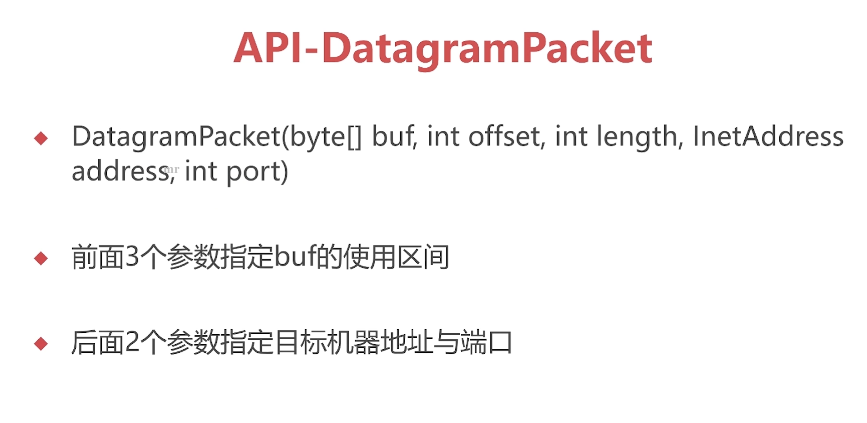 API-DatagramPacket
DatagramPacket(byte[] buf, int offset, int length, InetAddress
address, int port)
前面3个参数指定buf的使用区间
后面2个参数指定目标机器地址与端口